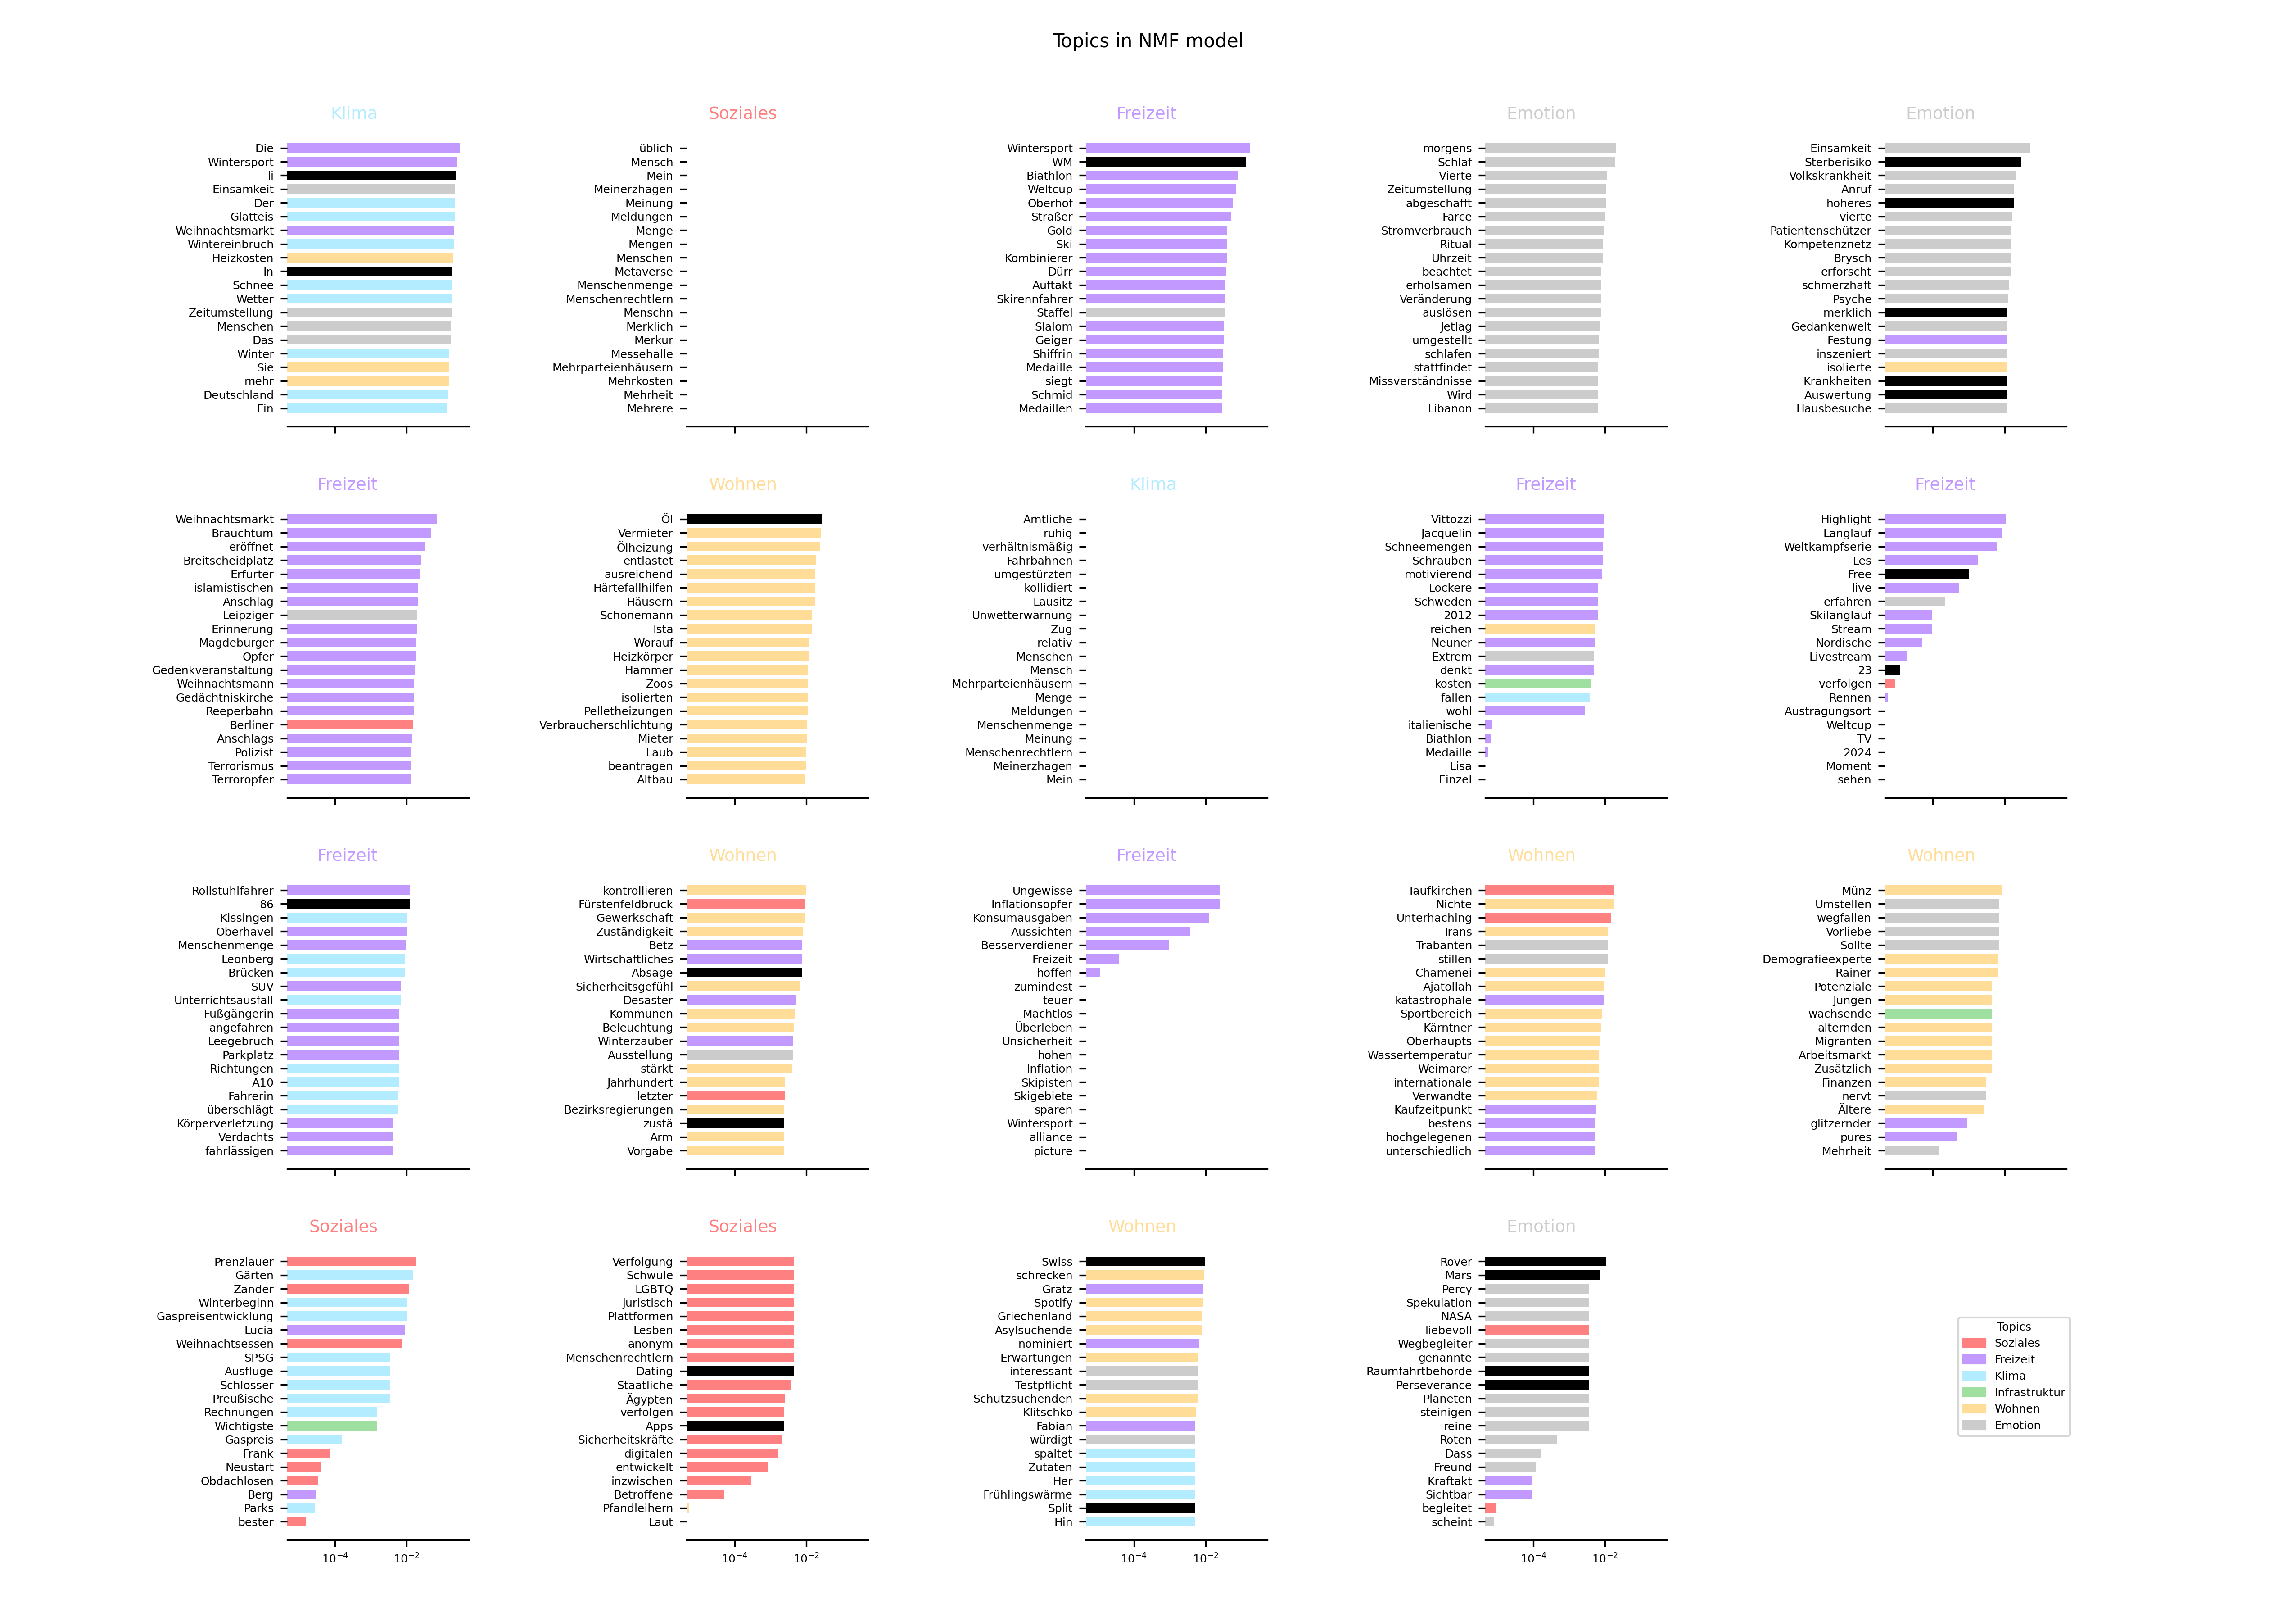 Topics in NMF model
Klima
Die
Wintersport
li
Einsamkeit
Der
Glatteis
Weihnachtsmarkt
Wintereinbruch
Heizkosten
In
Schnee
Wetter
Zeitumstellung
Menschen
Das
Winter
Sie
mehr
Deutschland
Ein
Soziales
üblich
Mensch
Mein
Meinerzhagen
Meinung
Meldungen
Menge
Mengen
Menschen
Metaverse
Menschenmenge
Menschenrechtlern
Menschn
Merklich
Merkur
Messehalle
Mehrparteienhäusern
Mehrkosten
Mehrheit
Mehrere
Freizeit
Wintersport
WM
Biathlon
Weltcup
Oberhof
Straßer
Gold
Ski
Kombinierer
Dürr
Auftakt
Skirennfahrer
Staffel
Slalom
Geiger
Shiffrin
Medaille
siegt
Schmid
Medaillen
Emotion
morgens
Schlaf
Vierte
Zeitumstellung
abgeschafft
Farce
Stromverbrauch
Ritual
Uhrzeit
beachtet
erholsamen
Veränderung
auslösen
Jetlag
umgestellt
schlafen
stattfindet
Missverständnisse
Wird
Libanon
Emotion
Einsamkeit
Sterberisiko
Volkskrankheit
Anruf
höheres
vierte
Patientenschützer
Kompetenznetz
Brysch
erforscht
schmerzhaft
Psyche
merklich
Gedankenwelt
Festung
inszeniert
isolierte
Krankheiten
Auswertung
Hausbesuche
Freizeit
Weihnachtsmarkt
Brauchtum
eröffnet
Breitscheidplatz
Erfurter
islamistischen
Anschlag
Leipziger
Erinnerung
Magdeburger
Opfer
Gedenkveranstaltung
Weihnachtsmann
Gedächtniskirche
Reeperbahn
Berliner
Anschlags
Polizist
Terrorismus
Terroropfer
Wohnen
Öl
Vermieter
Ölheizung
entlastet
ausreichend
Härtefallhilfen
Häusern
Schönemann
Ista
Worauf
Heizkörper
Hammer
Zoos
isolierten
Pelletheizungen
Verbraucherschlichtung
Mieter
Laub
beantragen
Altbau
Klima
Amtliche
ruhig
verhältnismäßig
Fahrbahnen
umgestürzten
kollidiert
Lausitz
Unwetterwarnung
Zug
relativ
Menschen
Mensch
Mehrparteienhäusern
Menge
Meldungen
Menschenmenge
Meinung
Menschenrechtlern
Meinerzhagen
Mein
Freizeit
Vittozzi
Jacquelin
Schneemengen
Schrauben
motivierend
Lockere
Schweden
2012
reichen
Neuner
Extrem
denkt
kosten
fallen
wohl
italienische
Biathlon
Medaille
Lisa
Einzel
Freizeit
Highlight
Langlauf
Weltkampfserie
Les
Free
live
erfahren
Skilanglauf
Stream
Nordische
Livestream
23
verfolgen
Rennen
Austragungsort
Weltcup
TV
2024
Moment
sehen
Freizeit
Rollstuhlfahrer
86
Kissingen
Oberhavel
Menschenmenge
Leonberg
Brücken
SUV
Unterrichtsausfall
Fußgängerin
angefahren
Leegebruch
Parkplatz
Richtungen
A10
Fahrerin
überschlägt
Körperverletzung
Verdachts
fahrlässigen
Wohnen
kontrollieren
Fürstenfeldbruck
Gewerkschaft
Zuständigkeit
Betz
Wirtschaftliches
Absage
Sicherheitsgefühl
Desaster
Kommunen
Beleuchtung
Winterzauber
Ausstellung
stärkt
Jahrhundert
letzter
Bezirksregierungen
zustä
Arm
Vorgabe
Freizeit
Ungewisse
Inflationsopfer
Konsumausgaben
Aussichten
Besserverdiener
Freizeit
hoffen
zumindest
teuer
Machtlos
Überleben
Unsicherheit
hohen
Inflation
Skipisten
Skigebiete
sparen
Wintersport
alliance
picture
Wohnen
Taufkirchen
Nichte
Unterhaching
Irans
Trabanten
stillen
Chamenei
Ajatollah
katastrophale
Sportbereich
Kärntner
Oberhaupts
Wassertemperatur
Weimarer
internationale
Verwandte
Kaufzeitpunkt
bestens
hochgelegenen
unterschiedlich
Wohnen
Münz
Umstellen
wegfallen
Vorliebe
Sollte
Demografieexperte
Rainer
Potenziale
Jungen
wachsende
alternden
Migranten
Arbeitsmarkt
Zusätzlich
Finanzen
nervt
Ältere
glitzernder
pures
Mehrheit
Soziales
Prenzlauer
Gärten
Zander
Winterbeginn
Gaspreisentwicklung
Lucia
Weihnachtsessen
SPSG
Ausflüge
Schlösser
Preußische
Rechnungen
Wichtigste
Gaspreis
Frank
Neustart
Obdachlosen
Berg
Parks
bester
10⁻⁴ 10⁻²
Soziales
Verfolgung
Schwule
LGBTQ
juristisch
Plattformen
Lesben
anonym
Menschenrechtlern
Dating
Staatliche
Ägypten
verfolgen
Apps
Sicherheitskräfte
digitalen
entwickelt
inzwischen
Betroffene
Pfandleihern
Laut
10⁻⁴ 10⁻²
Wohnen
Swiss
schrecken
Gratz
Spotify
Griechenland
Asylsuchende
nominiert
Erwartungen
interessant
Testpflicht
Schutzsuchenden
Klitschko
Fabian
würdigt
spaltet
Zutaten
Her
Frühlingswärme
Split
Hin
10⁻⁴ 10⁻²
Emotion
Rover
Mars
Percy
Spekulation
NASA
liebevoll
Wegbegleiter
genannte
Raumfahrtbehörde
Perseverance
Planeten
steinigen
reine
Roten
Dass
Freund
Kraftakt
Sichtbar
begleitet
scheint
10⁻⁴ 10⁻²
Topics
Soziales
Freizeit
Klima
Infrastruktur
Wohnen
Emotion